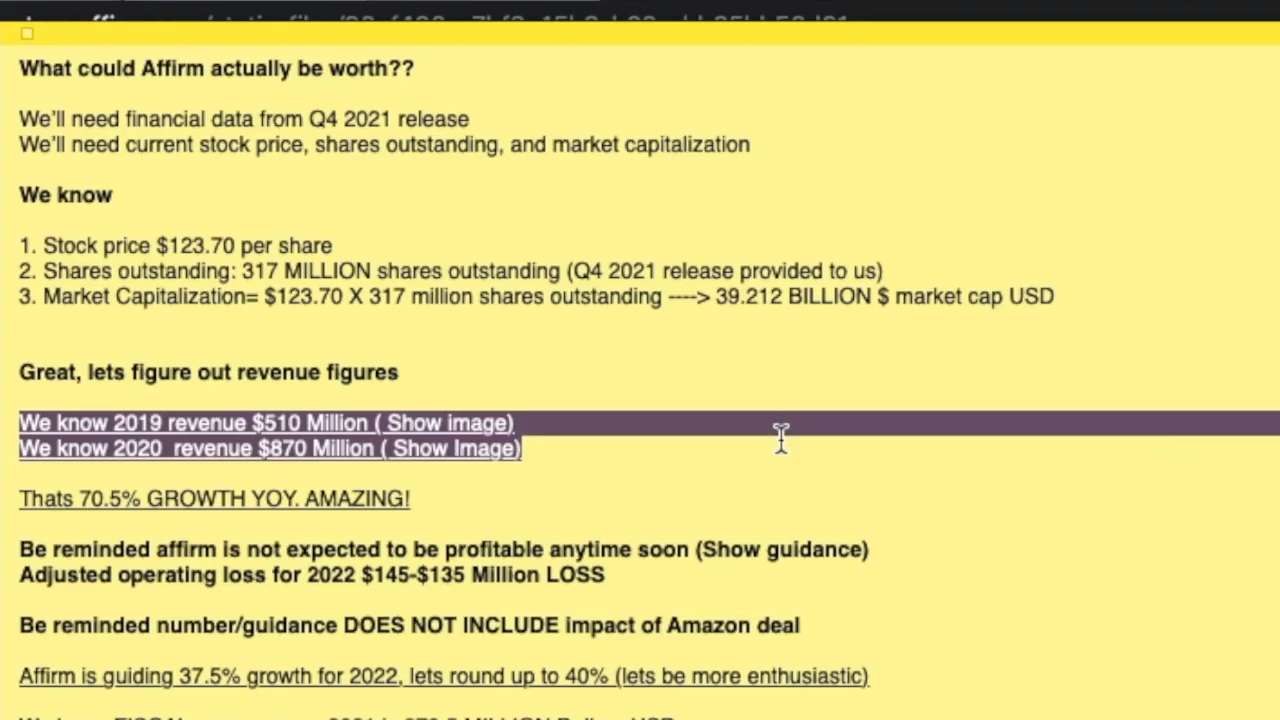 What could Affirm actually be worth??
We'll need financial data from Q4 2021 release
We'll need current stock price, shares outstanding, and market capitalization
We know
1. Stock price $123.70 per share
2. Shares outstanding: 317 MILLION shares outstanding (Q4 2021 release provided to us)
3. Market Capitalization= $123.70 X 317 million shares outstanding ----> 39.212 BILLION $ market cap USD
Great, lets figure out revenue figures
We know 2019 revenue $510 Million ( Show image)
We know 2020  revenue $870 Million ( Show Image)
Thats 70.5% GROWTH YOY. AMAZING!
Be reminded affirm is not expected to be profitable anytime soon (Show guidance)
Adjusted operating loss for 2022 $145-$135 Million LOSS
Be reminded number/guidance DOES NOT INCLUDE impact of Amazon deal
Affirm is guiding 37.5% growth for 2022, lets round up to 40% (lets be more enthusiastic)